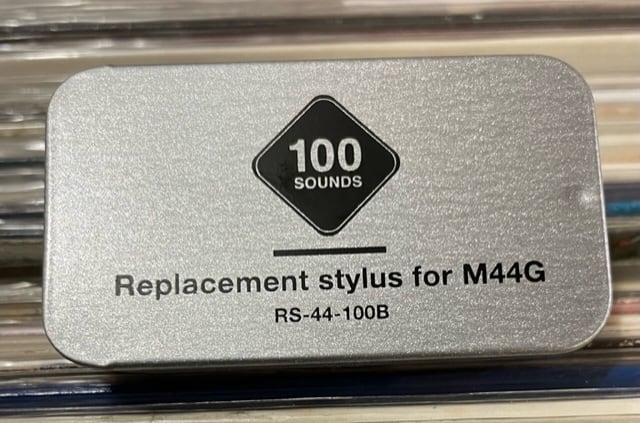 100
SOUNDS
Replacement stylus for M44G
RS-44-100B